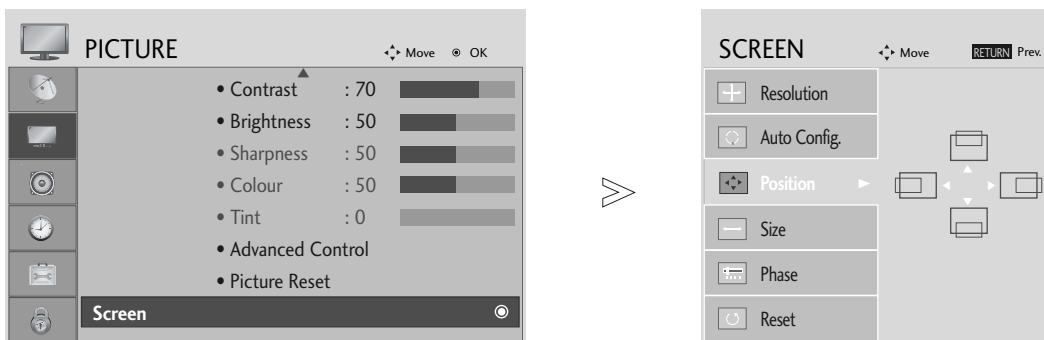 PICTURE Move OK
• Contrast : 70
• Brightness : 50
• Sharpness : 50
• Colour : 50
• Tint : 0
• Advanced Control
• Picture Reset
Screen
SCREEN Move RETURN Prev.
Resolution
Auto Config.
Position
Size
Phase
Reset